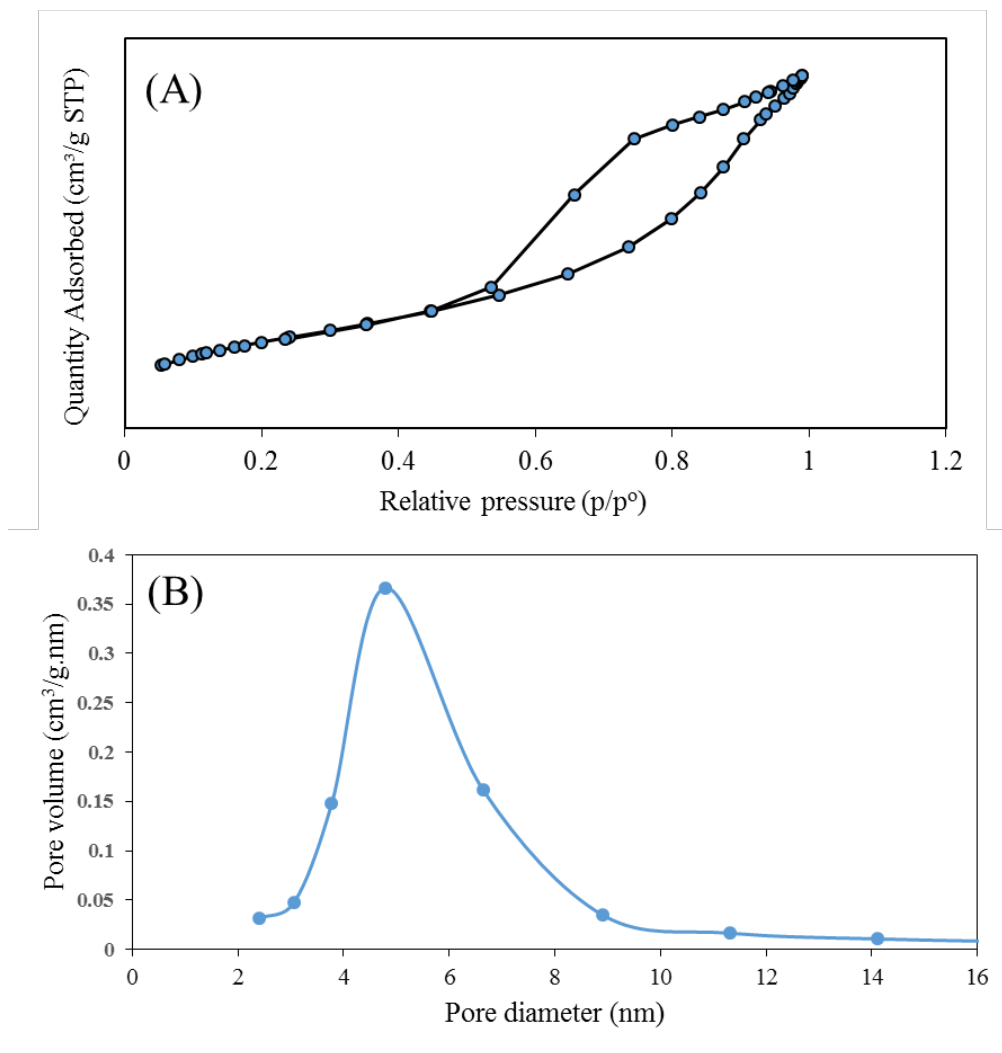 (A)
Quantity Adsorbed (cm³/g STP)
0 0.2 0.4 0.6 0.8 1 1.2
Relative pressure (p/pᵒ)
(B)
Pore volume (cm³/g.nm)
0.4
0.35
0.3
0.25
0.2
0.15
0.1
0.05
0
0 2 4 6 8 10 12 14 16
Pore diameter (nm)